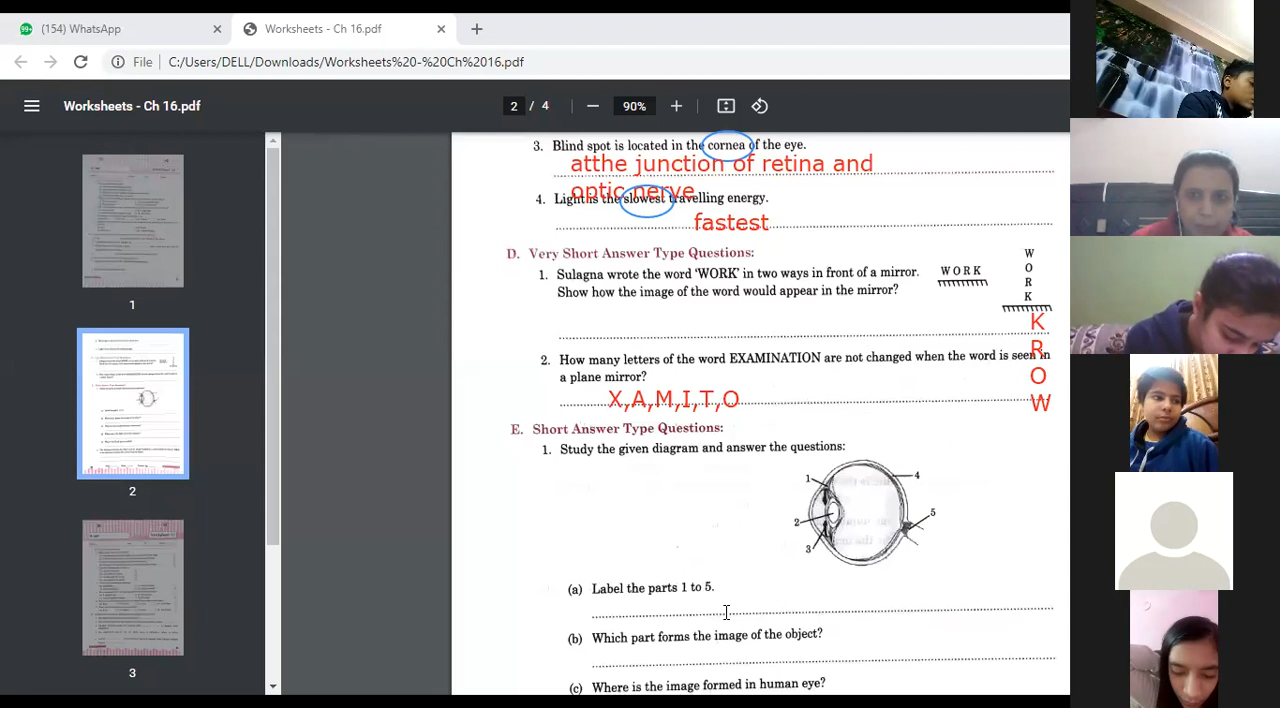 99+
(154) WhatsApp
Worksheets - Ch 16.pdf
File
C:/Users/DELL/Downloads/Worksheets%20-%20Ch%2016.pdf
Worksheets - Ch 16.pdf
2 / 4
90%
1
2
3
3. Blind spot is located in the cornea of the eye.
atthe junction of retina and
optic nerve
4. Light is the slowest travelling energy.
fastest
D. Very Short Answer Type Questions:
1. Sulagna wrote the word ‘WORK’ in two ways in front of a mirror.
Show how the image of the word would appear in the mirror?
WORK
W
O
R
K
K
R
O
W
2. How many letters of the word EXAMINATION are not changed when the word is seen in
a plane mirror?
X,A,M,I,T,O
E. Short Answer Type Questions:
1. Study the given diagram and answer the questions:
1
2
3
4
5
(a) Label the parts 1 to 5.
(b) Which part forms the image of the object?
(c) Where is the image formed in human eye?